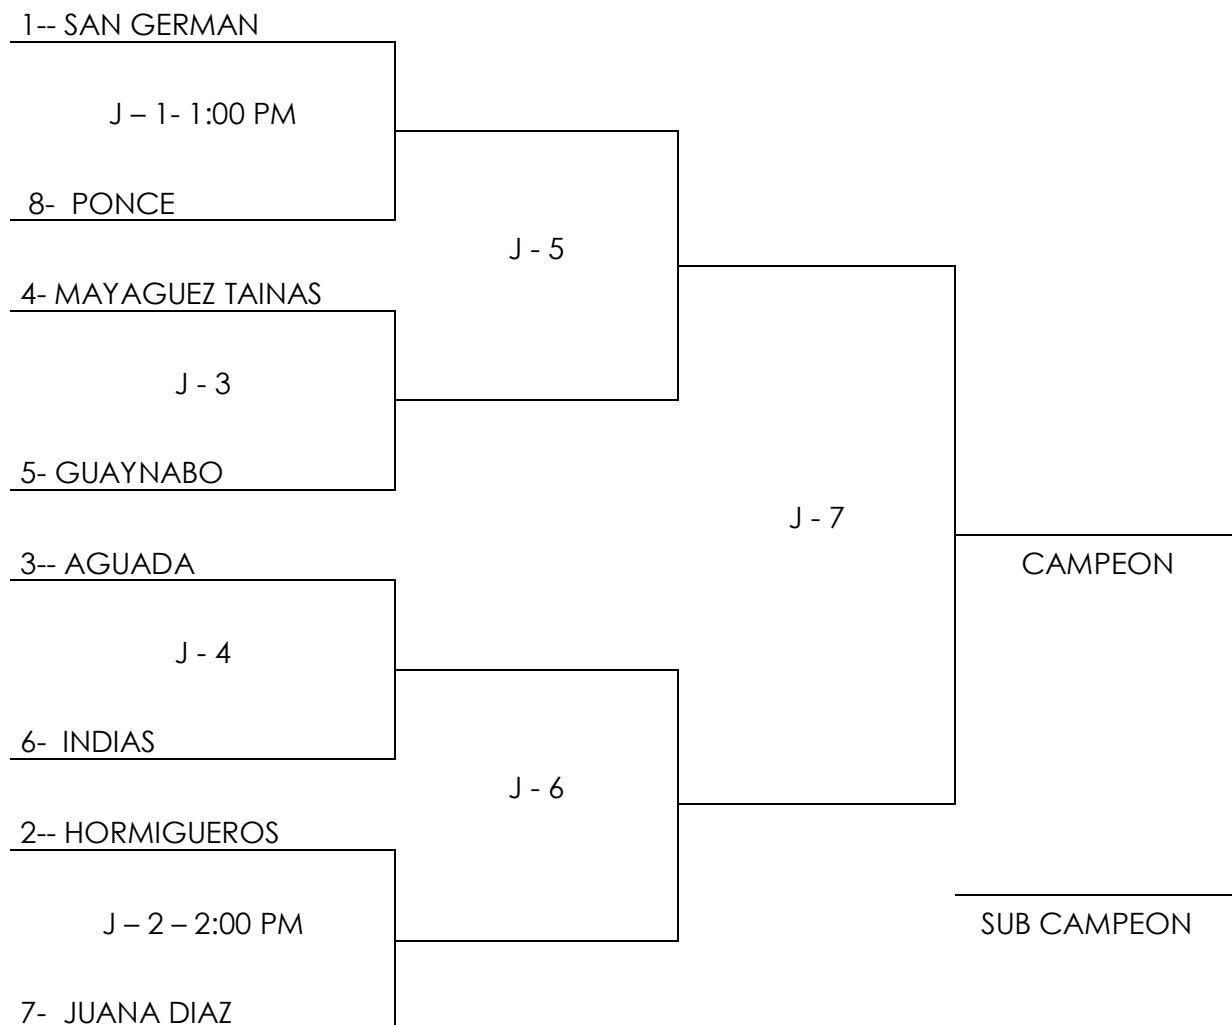 1-- SAN GERMAN
J – 1- 1:00 PM
8- PONCE
J - 5
4- MAYAGUEZ TAINAS
J - 3
5- GUAYNABO
J - 7
3-- AGUADA
CAMPEON
J - 4
6- INDIAS
J - 6
2-- HORMIGUEROS
J – 2 – 2:00 PM
SUB CAMPEON
7- JUANA DIAZ